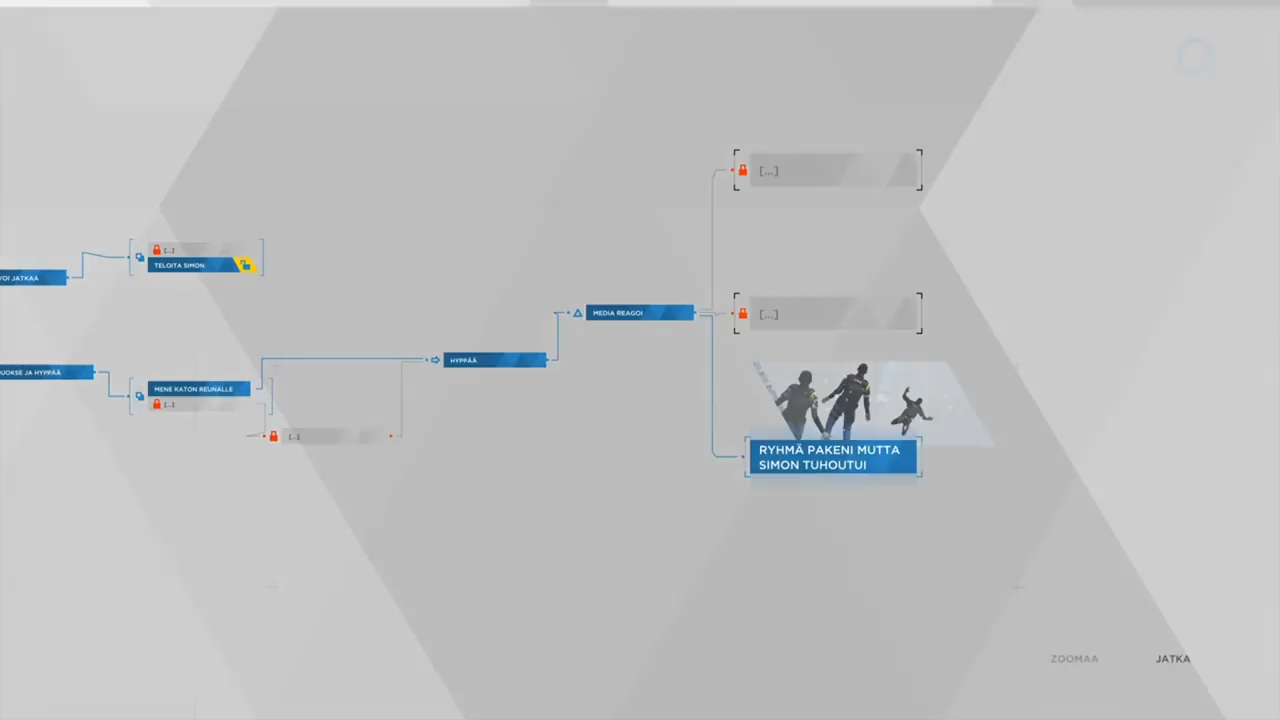 [...]
[...]
TELOITA SIMON
VOI JATKAA
MEDIA REAGOI
[...]
HYPPÄÄ
UOKSE JA HYPPÄÄ
MENE KATON REUNALLE
[...]
[...]
RYHMÄ PAKENI MUTTA
SIMON TUHOUTUI
ZOOMAA
JATKA